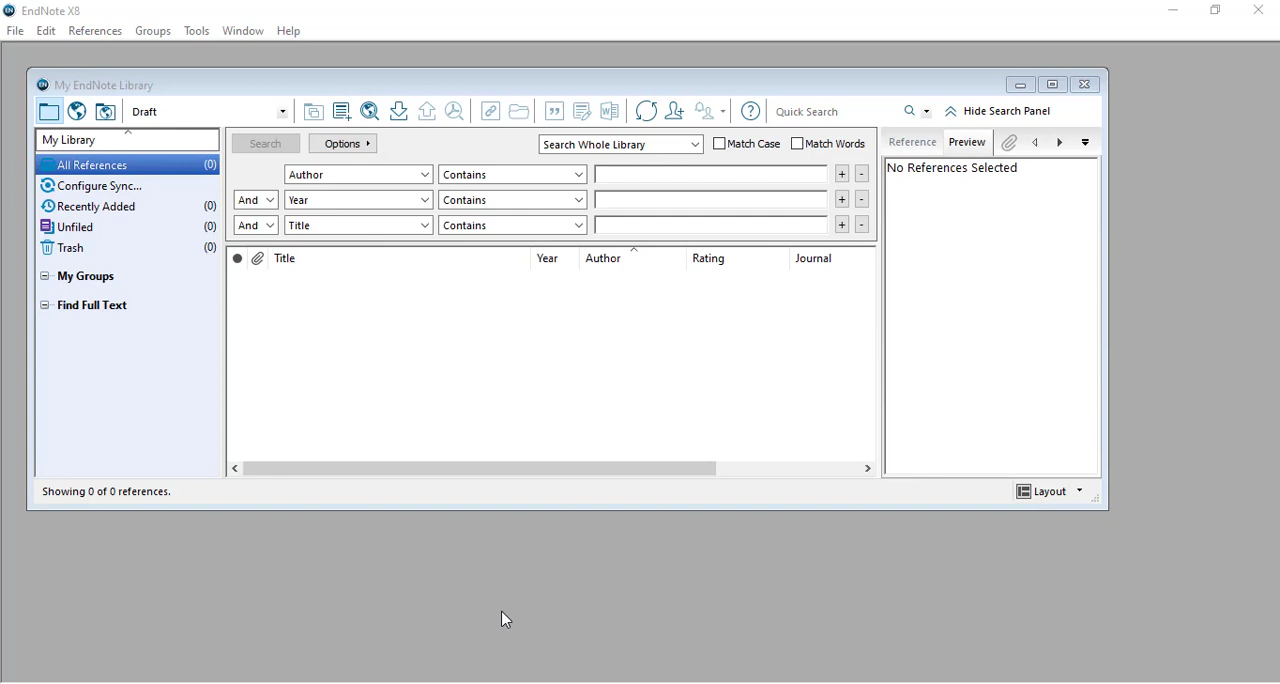 EndNote X8
File Edit References Groups Tools Window Help
My EndNote Library
Draft Quick Search Hide Search Panel
My Library
All References (0)
Configure Sync...
Recently Added (0)
Unfiled (0)
Trash (0)
My Groups
Find Full Text
Search Options Search Whole Library Match Case Match Words
Author Contains + -
And Year Contains + -
And Title Contains + -
Title Year Author Rating Journal
Reference Preview
No References Selected
Showing 0 of 0 references.
Layout